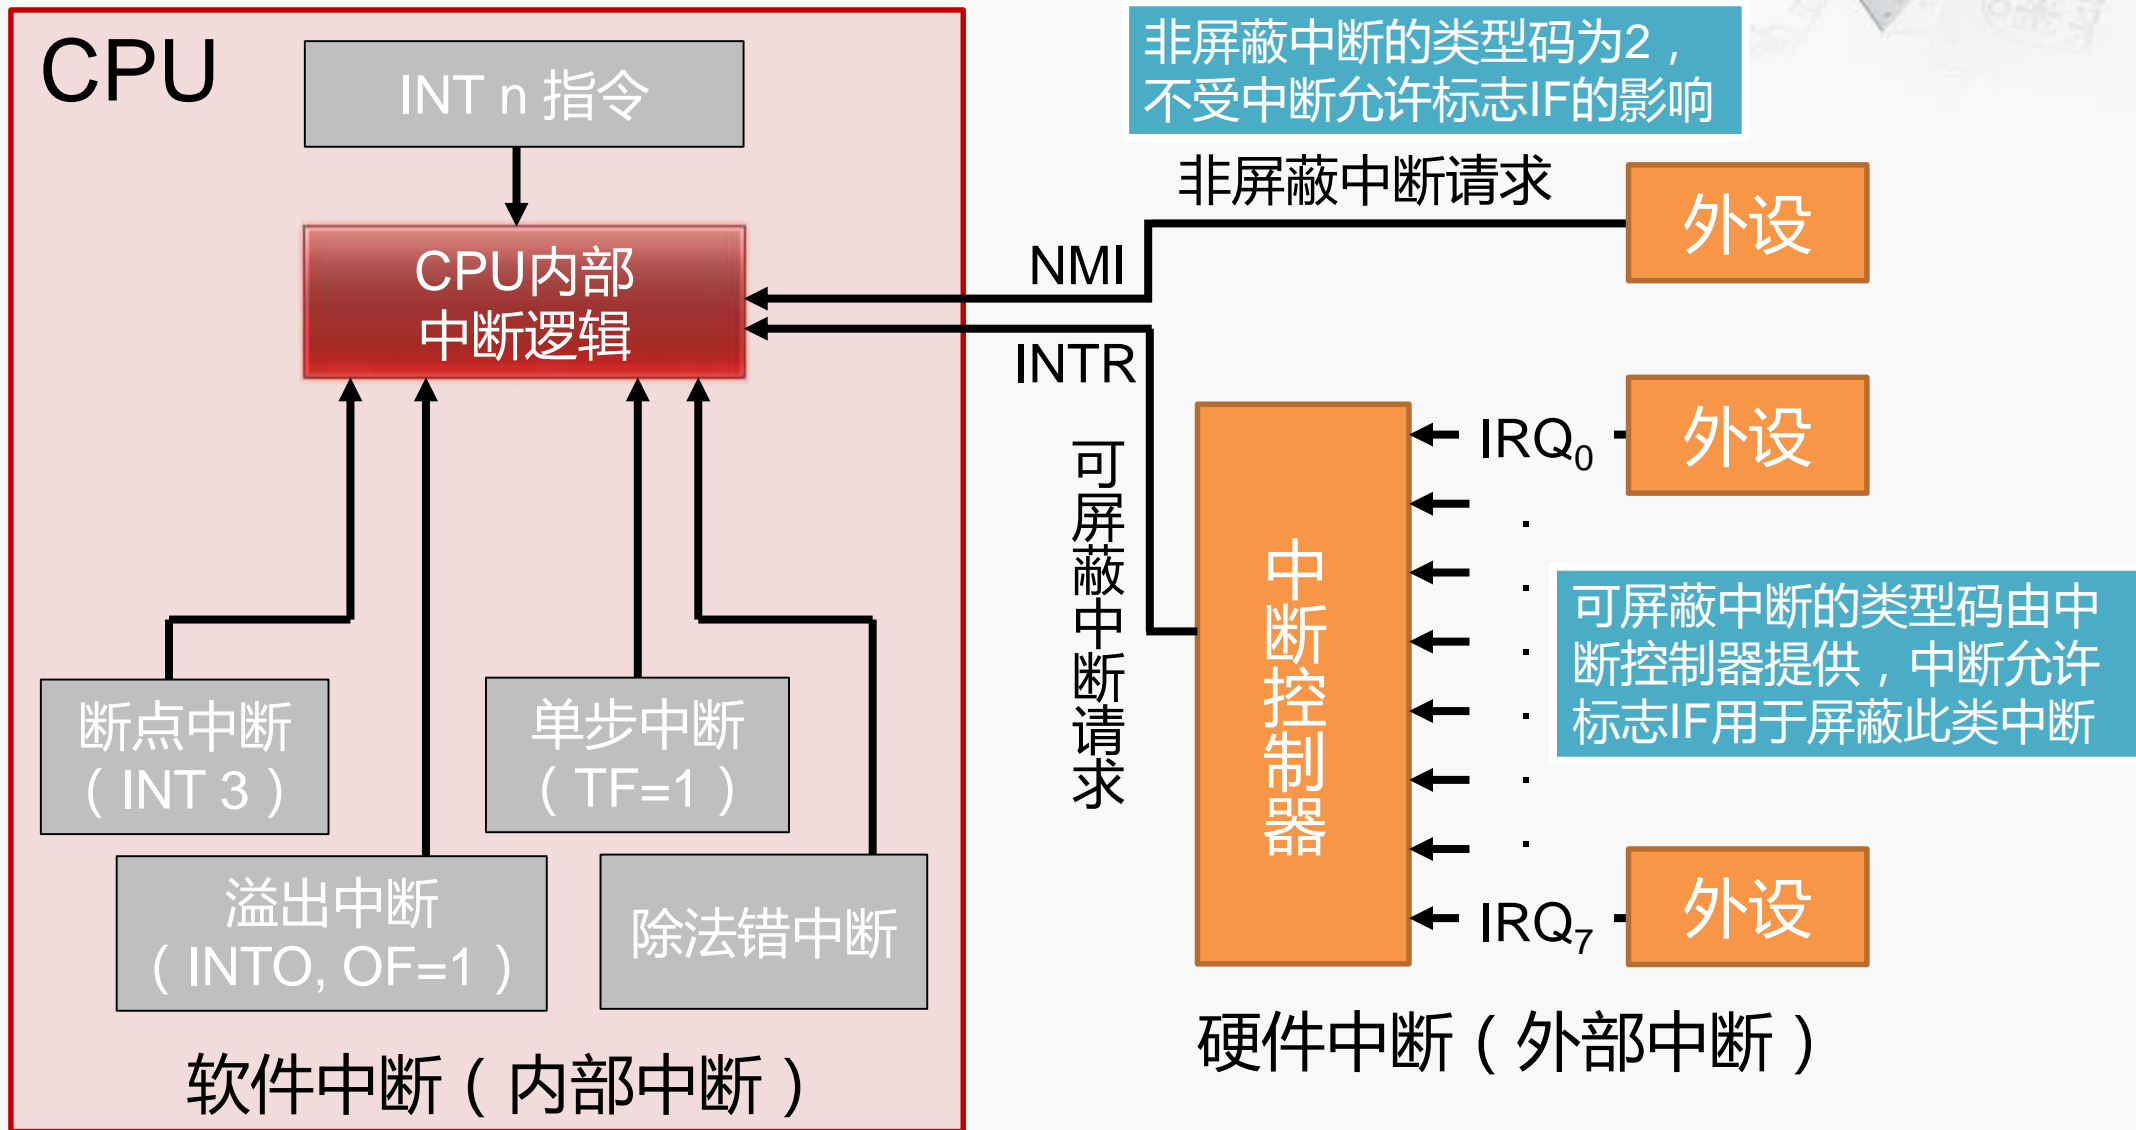 CPU
INT n 指令
CPU内部
中断逻辑
断点中断
（ INT 3 ）
单步中断
（ TF=1 ）
溢出中断
（ INTO, OF=1 ）
除法错中断
软件中断（内部中断）
非屏蔽中断的类型码为2，
不受中断允许标志IF的影响
非屏蔽中断请求
外设
NMI
INTR
可屏蔽中断请求
中断控制器
IRQ0
外设
可屏蔽中断的类型码由中
断控制器提供，中断允许
标志IF用于屏蔽此类中断
IRQ7
外设
硬件中断（外部中断）